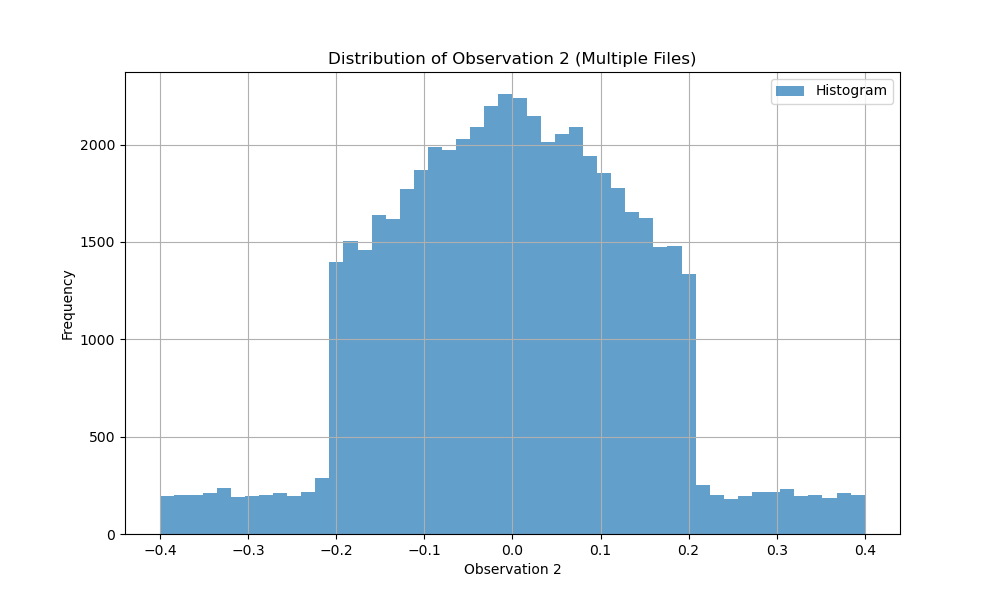 Distribution of Observation 2 (Multiple Files)
Histogram
Frequency
2000
1500
1000
500
0
−0.4 −0.3 −0.2 −0.1 0.0 0.1 0.2 0.3 0.4
Observation 2